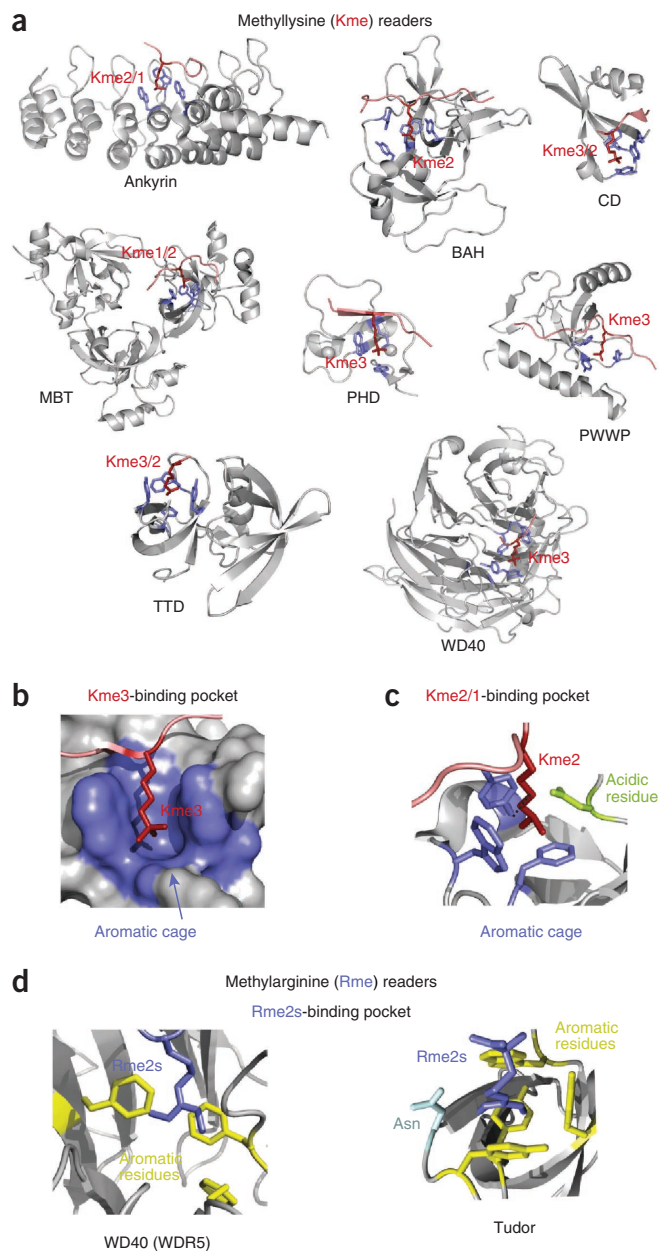 a
Methyllysine (Kme) readers
Kme2/1
Ankyrin
Kme2
BAH
Kme3/2
CD
Kme1/2
MBT
Kme3
PHD
Kme3
PWWP
Kme3/2
TTD
Kme3
WD40
b
Kme3-binding pocket
Kme3
Aromatic cage
c
Kme2/1-binding pocket
Kme2
Acidic
residue
Aromatic cage
d
Methylarginine (Rme) readers
Rme2s-binding pocket
Rme2s
Aromatic
residues
WD40 (WDR5)
Aromatic
residues
Rme2s
Asn
Tudor